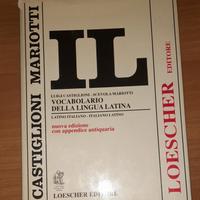 CASTIGLIONI MARIOTTI
IL
LUIGI CASTIGLIONI - SCEVOLA MARIOTTI
VOCABOLARIO
DELLA LINGUA LATINA
LATINO ITALIANO - ITALIANO LATINO
nuova edizione
con appendice antiquaria
LOESCHER EDITORE
LOESCHER EDITORE